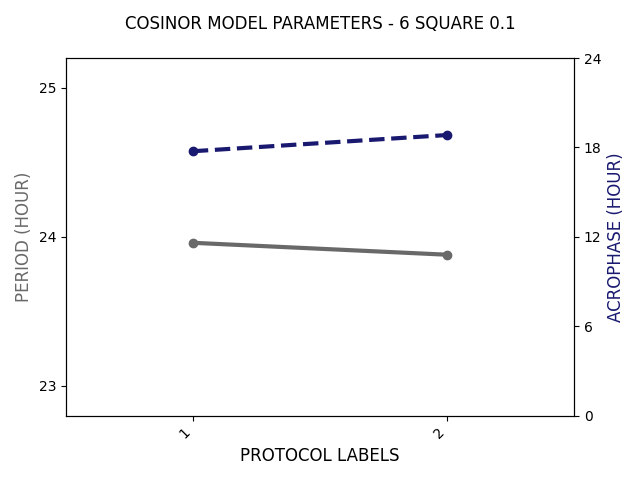 COSINOR MODEL PARAMETERS - 6 SQUARE 0.1
25
24
23
PERIOD (HOUR)
24
18
12
6
0
ACROPHASE (HOUR)
1
2
PROTOCOL LABELS